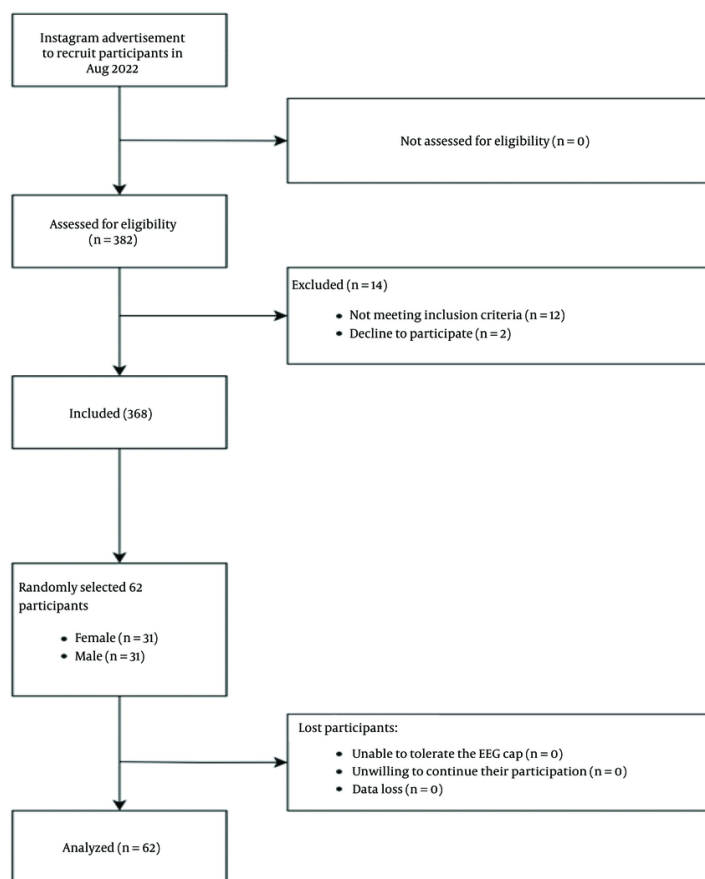 Instagram advertisement
to recruit participants in
Aug 2022
Not assessed for eligibility (n = 0)
Assessed for eligibility
(n = 382)
Excluded (n = 14)
• Not meeting inclusion criteria (n = 12)
• Decline to participate (n = 2)
Included (368)
Randomly selected 62
participants
• Female (n = 31)
• Male (n = 31)
Lost participants:
• Unable to tolerate the EEG cap (n = 0)
• Unwilling to continue their participation (n = 0)
• Data loss (n = 0)
Analyzed (n = 62)